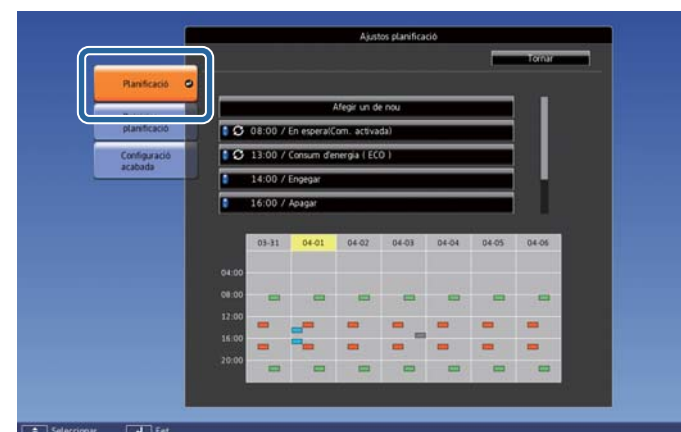 Ajustos planificació
Tornar
Planificació
planificació
Configuració
acabada
Afegir un de nou
08:00 / En espera(Com. activada)
13:00 / Consum d'energia ( ECO )
14:00 / Engegar
16:00 / Apagar
03-31 04-01 04-02 04-03 04-04 04-05 04-06
04:00
08:00
12:00
16:00
20:00
Seleccionar Fet